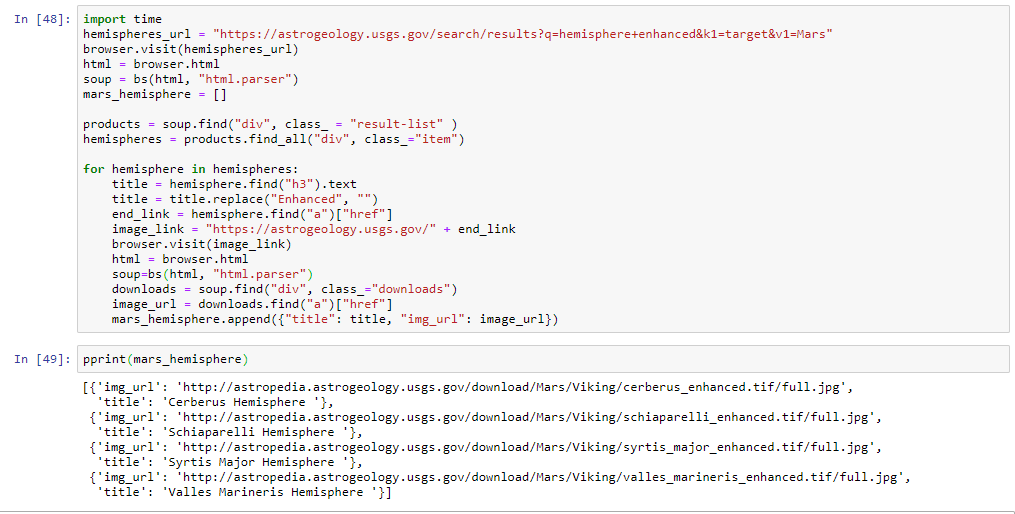 In [48]: import time
hemispheres_url = "https://astrogeology.usgs.gov/search/results?q=hemisphere+enhanced&k1=target&v1=Mars"
browser.visit(hemispheres_url)
html = browser.html
soup = bs(html, "html.parser")
mars_hemisphere = []

products = soup.find("div", class_ = "result-list" )
hemispheres = products.find_all("div", class_="item")

for hemisphere in hemispheres:
    title = hemisphere.find("h3").text
    title = title.replace("Enhanced", "")
    end_link = hemisphere.find("a")["href"]
    image_link = "https://astrogeology.usgs.gov/" + end_link
    browser.visit(image_link)
    html = browser.html
    soup=bs(html, "html.parser")
    downloads = soup.find("div", class_="downloads")
    image_url = downloads.find("a")["href"]
    mars_hemisphere.append({"title": title, "img_url": image_url})

In [49]: pprint(mars_hemisphere)
[{'img_url': 'http://astropedia.astrogeology.usgs.gov/download/Mars/Viking/cerberus_enhanced.tif/full.jpg',
  'title': 'Cerberus Hemisphere '},
 {'img_url': 'http://astropedia.astrogeology.usgs.gov/download/Mars/Viking/schiaparelli_enhanced.tif/full.jpg',
  'title': 'Schiaparelli Hemisphere '},
 {'img_url': 'http://astropedia.astrogeology.usgs.gov/download/Mars/Viking/syrtis_major_enhanced.tif/full.jpg',
  'title': 'Syrtis Major Hemisphere '},
 {'img_url': 'http://astropedia.astrogeology.usgs.gov/download/Mars/Viking/valles_marineris_enhanced.tif/full.jpg',
  'title': 'Valles Marineris Hemisphere '}]